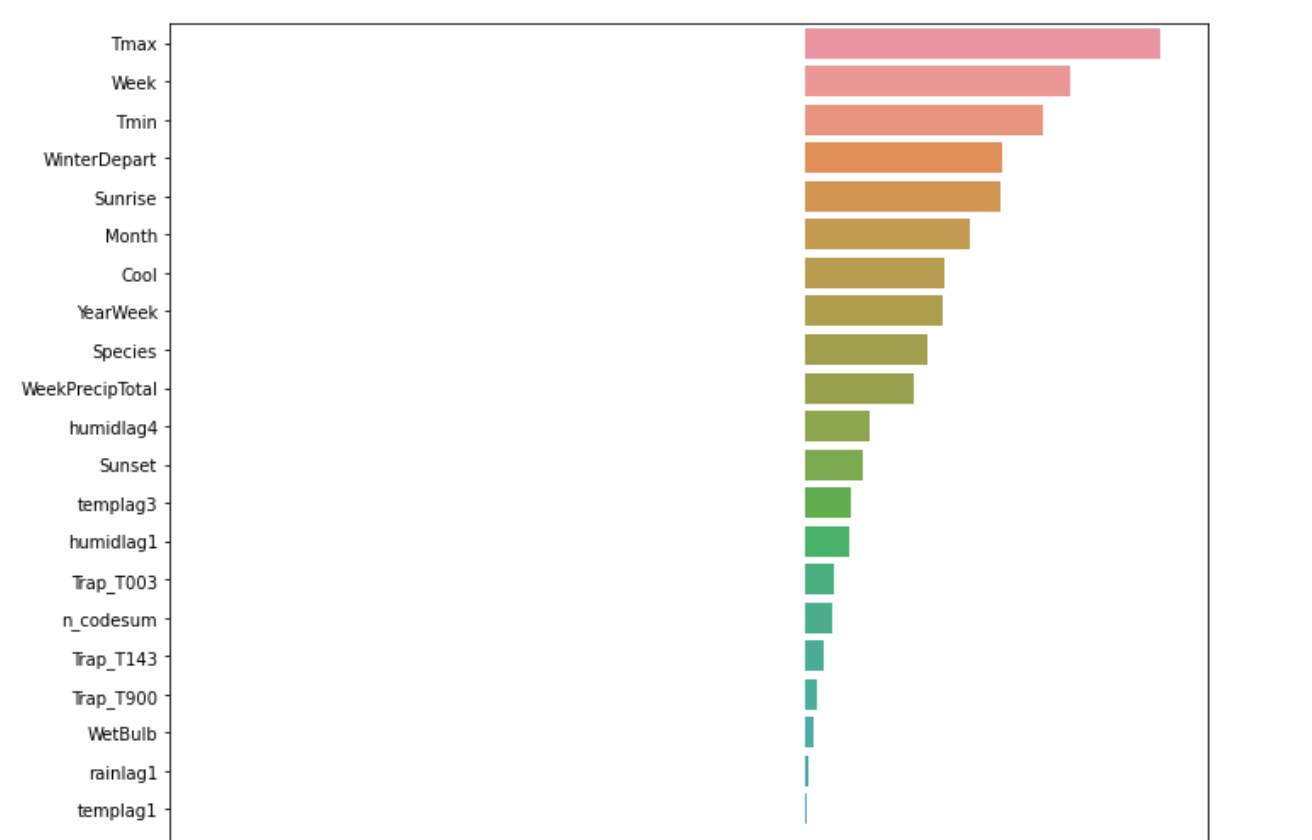 Tmax
Week
Tmin
WinterDepart
Sunrise
Month
Cool
YearWeek
Species
WeekPrecipTotal
humidlag4
Sunset
templag3
humidlag1
Trap_T003
n_codesum
Trap_T143
Trap_T900
WetBulb
rainlag1
templag1